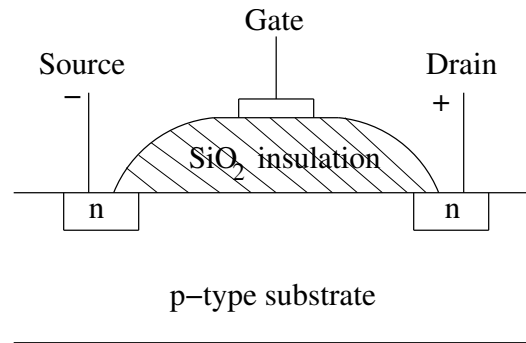 Gate
Source
Drain
−
+
SiO2 insulation
n
n
p−type substrate